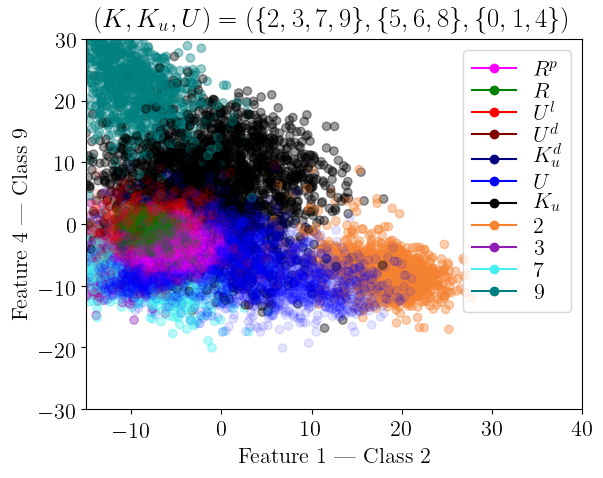 (K, K_u, U) = ({2, 3, 7, 9}, {5, 6, 8}, {0, 1, 4})
30
20
10
0
−10
−20
−30
Feature 4 — Class 9
R^p
R
U^l
U^d
K_u^d
U
K_u
2
3
7
9
−10
0
10
20
30
40
Feature 1 — Class 2